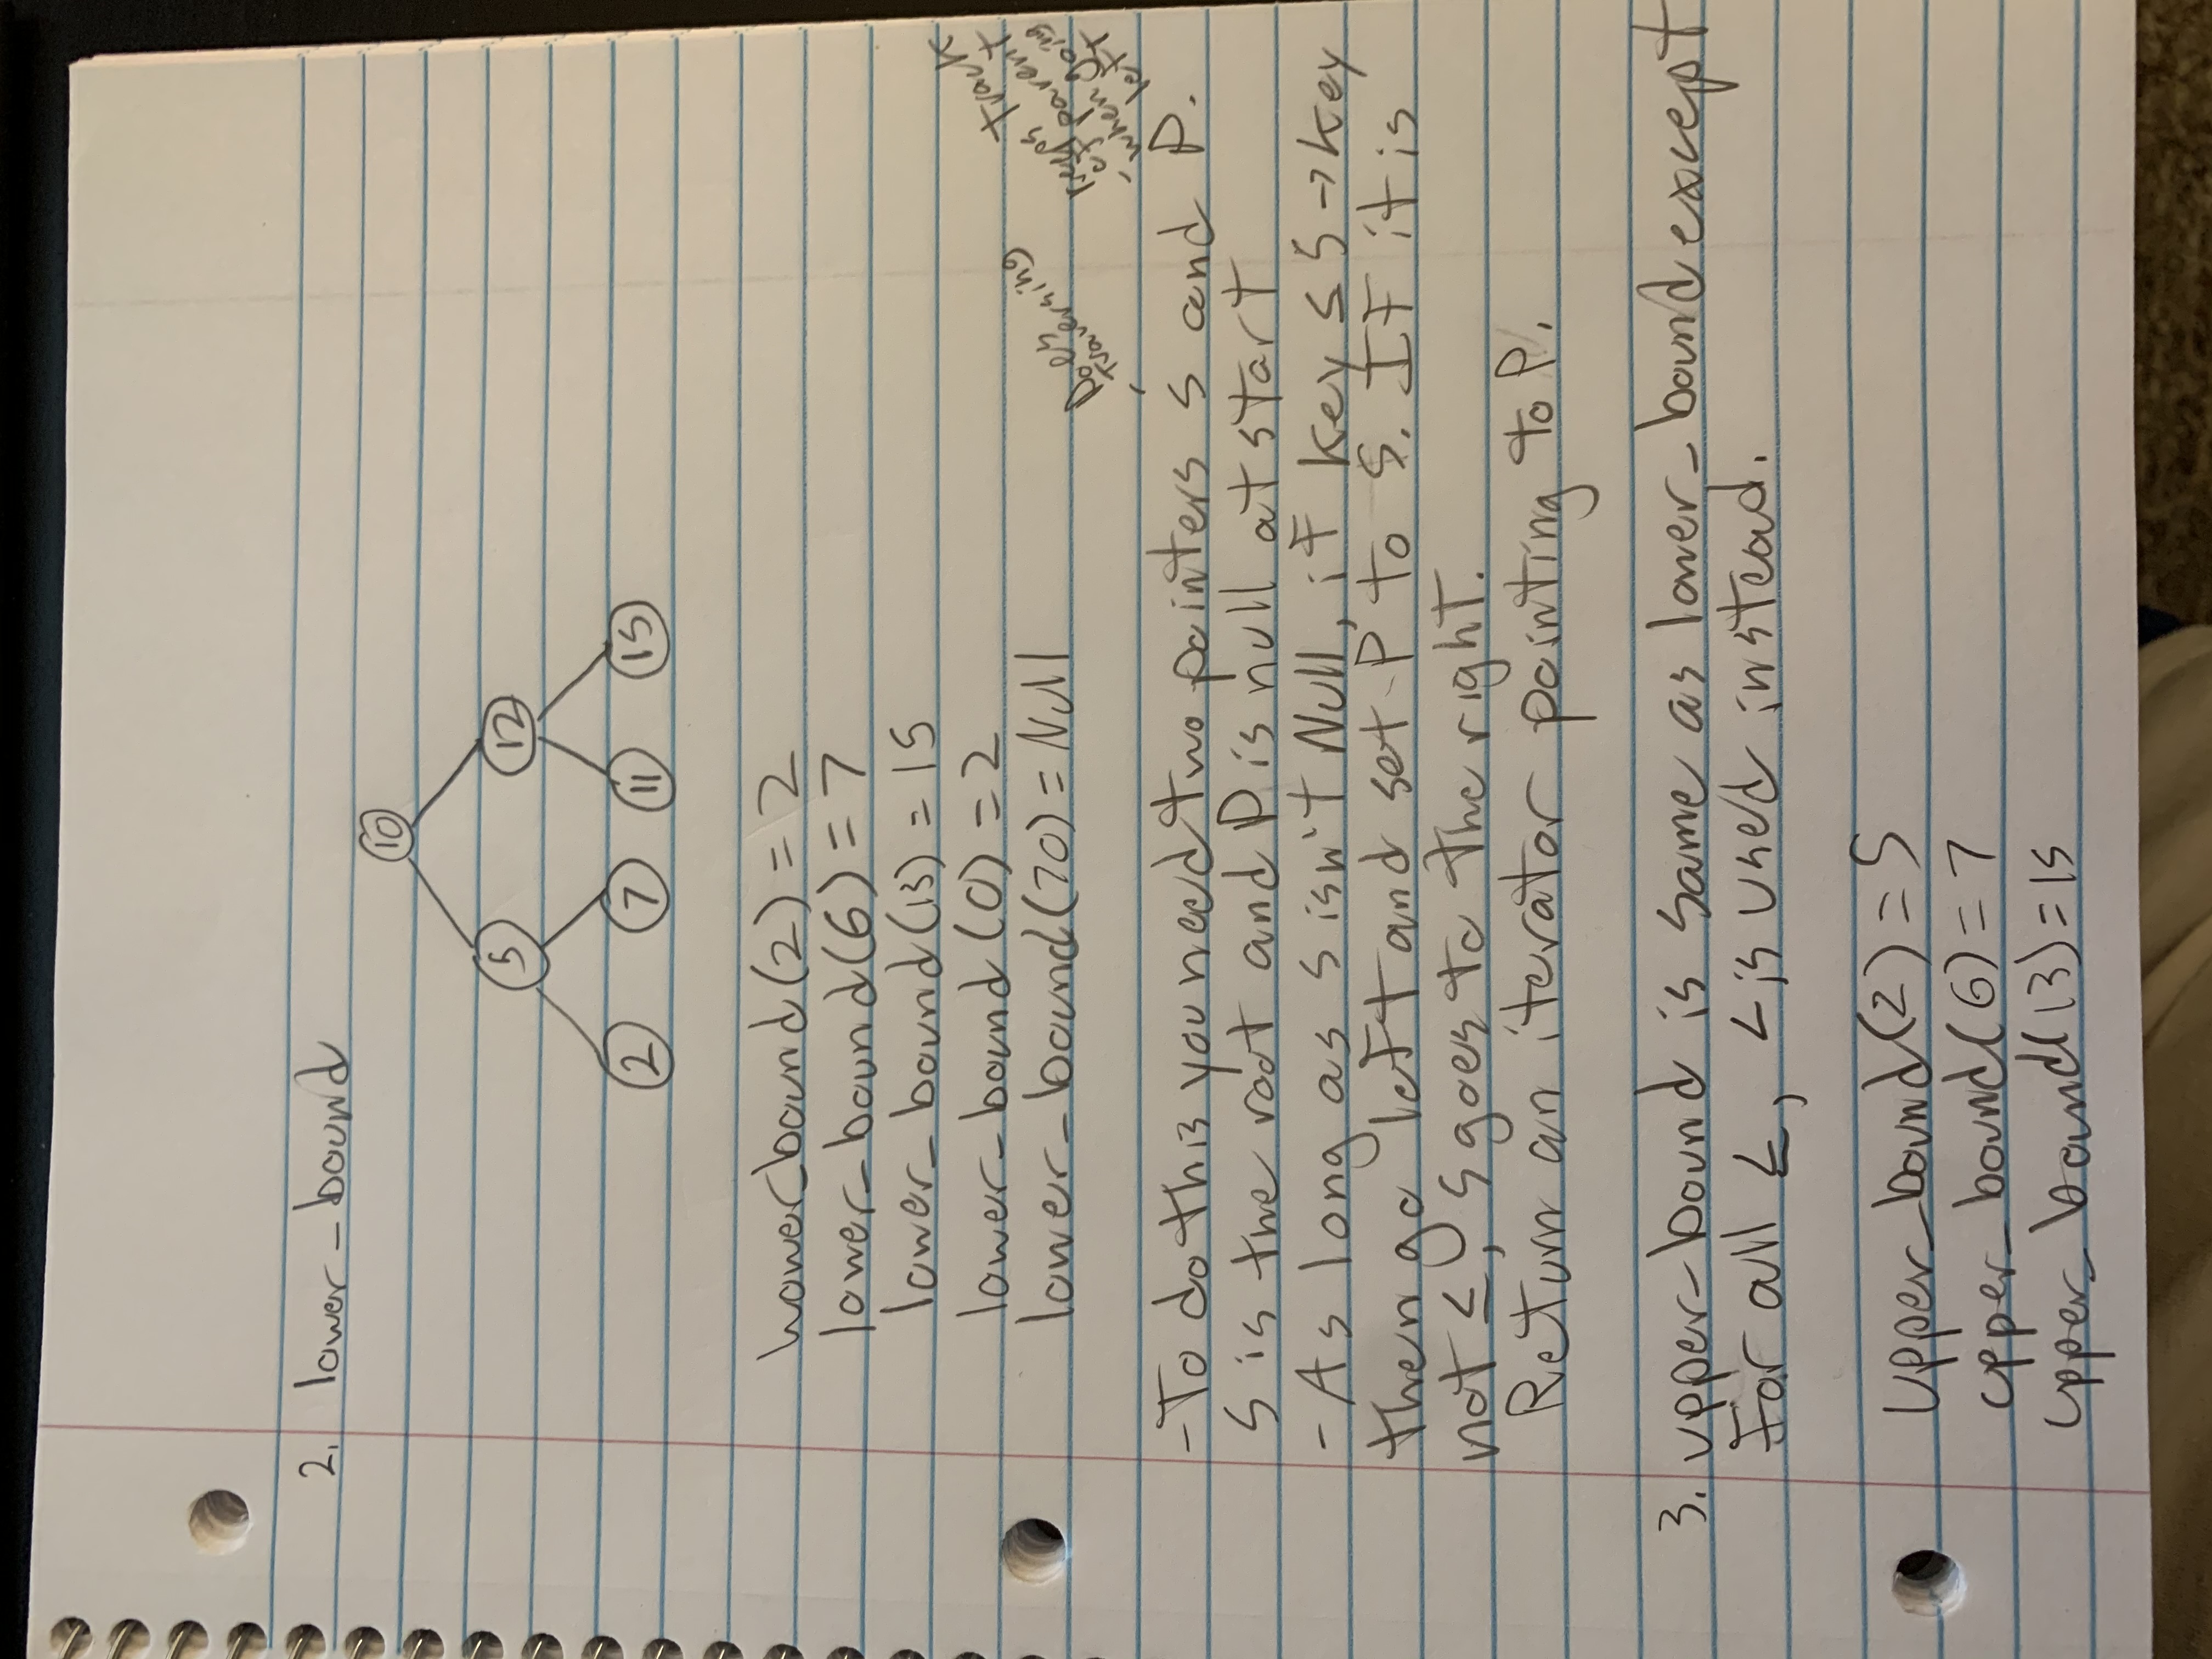 2. lower_bound
10
5 12
2 7 11 15
Lower_bound(2) = 2
lower_bound(6) = 7
lower_bound(13) = 15
lower_bound(0) = 2
lower_bound(70) = Null
- Does
traversing
keeps track
of parent
- when going
left
-To do this you need two pointers s and P.
S is the root and P is null at start
- As long as s isn't Null, if key ≤ S->key
then go left and set P to S. If it is
not ≤, S goes to the right.
Return an iterator pointing to P.
3. upper-bound is same as lower_bound except
for all ≤, < is used instead.
Upper_bound(2) = 5
upper_bound(6) = 7
upper_bound(13) = 15